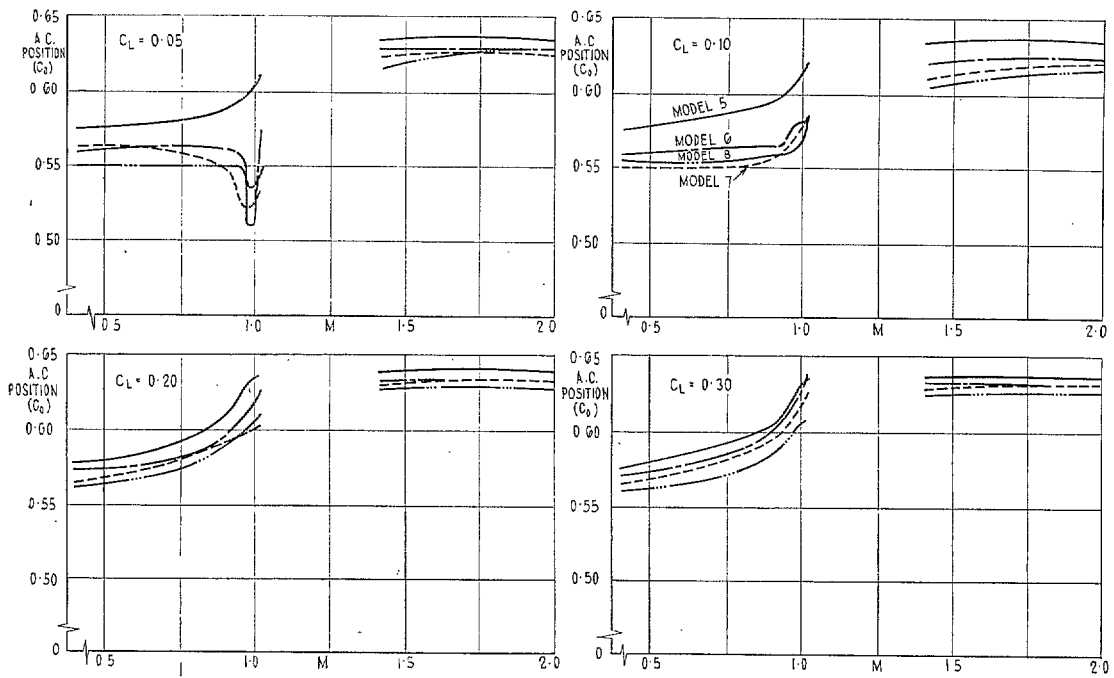 0·65
A.C.
POSITION
(C₀)
C_L = 0·05
0·60
0·55
0·50
0
0·5
1·0
M
1·5
2·0
0·65
A.C
POSITION
(C₀)
C_L = 0·10
0·60
MODEL 5
MODEL 6
MODEL 8
0·55
MODEL 7
0·50
0
0·5
1·0
M
1·5
2·0
0·65
A.C.
POSITION
(C₀)
C_L = 0·20
0·60
0·55
0·50
0
0·5
1·0
M
1·5
2·0
0·65
A.C.
POSITION
(C₀)
C_L = 0·30
0·60
0·55
0·50
0
0·5
1·0
M
1·5
2·0